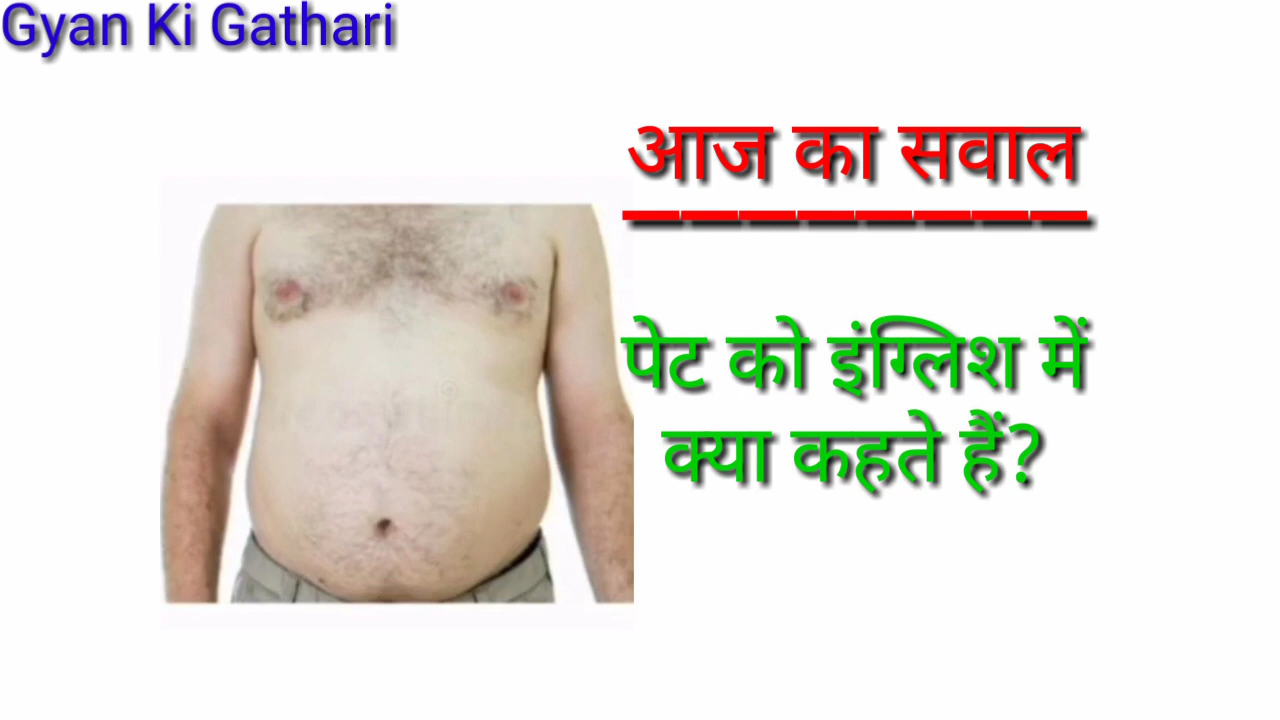 Gyan Ki Gathari
आज का सवाल
पेट को इंग्लिश में
क्या कहते हैं?